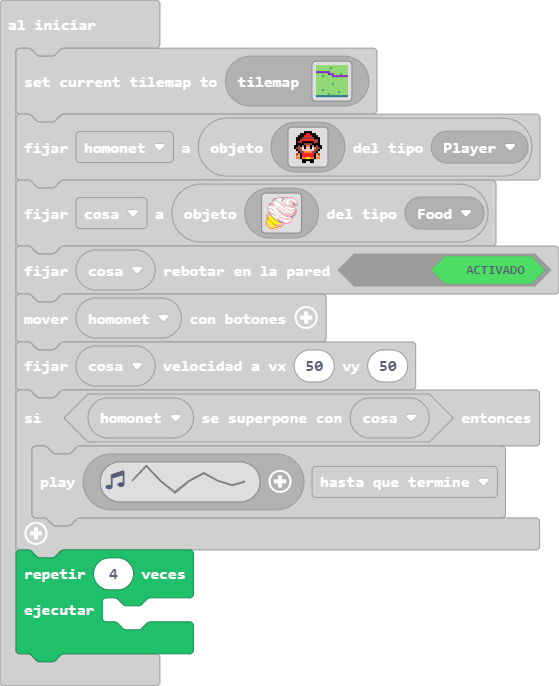 al iniciar
set current tilemap to tilemap
fijar homonet a objeto del tipo Player
fijar cosa a objeto del tipo Food
fijar cosa rebotar en la pared ACTIVADO
mover homonet con botones
fijar cosa velocidad a vx 50 vy 50
si homonet se superpone con cosa entonces
play hasta que termine
repetir 4 veces
ejecutar